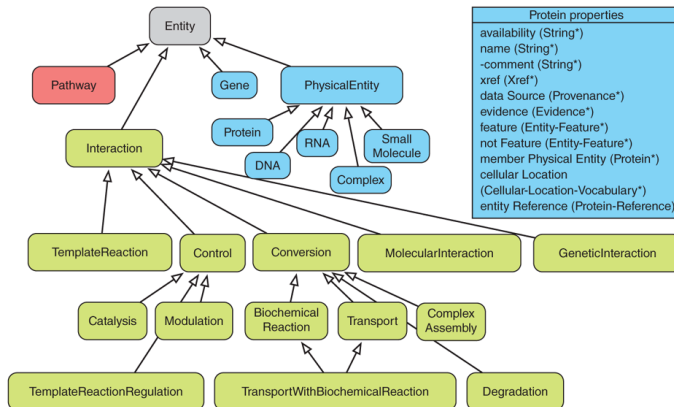 Entity
Pathway
Gene
PhysicalEntity
Protein
RNA
Small
Molecule
DNA
Complex
Interaction
TemplateReaction
Control
Conversion
MolecularInteraction
GeneticInteraction
Catalysis
Modulation
Biochemical
Reaction
Transport
Complex
Assembly
TemplateReactionRegulation
TransportWithBiochemicalReaction
Degradation
Protein properties
availability (String*)
name (String*)
-comment (String*)
xref (Xref*)
data Source (Provenance*)
evidence (Evidence*)
feature (Entity-Feature*)
not Feature (Entity-Feature*)
member Physical Entity (Protein*)
cellular Location
(Cellular-Location-Vocabulary*)
entity Reference (Protein-Reference)